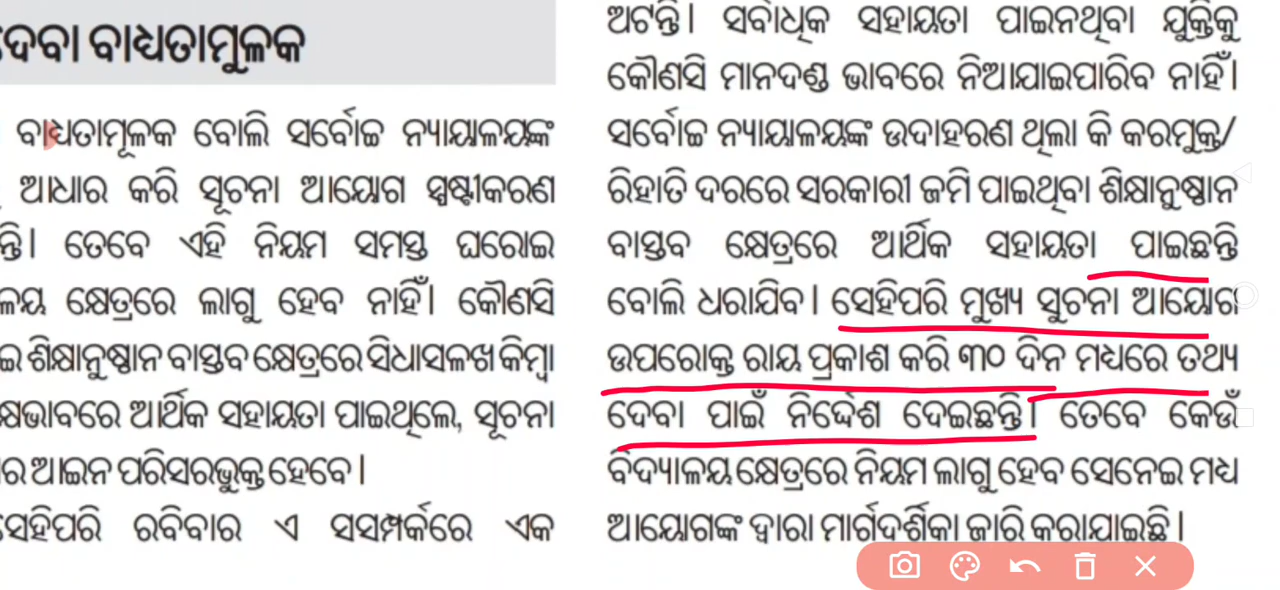 ଦେବା ବାଧ୍ୟତାମୁଳକ
ବାଧ୍ୟତାମୂଳକ ବୋଲି ସର୍ବୋଚ୍ଚ ନ୍ୟାୟାଳୟଙ୍କ
ଆଧାର କରି ସୂଚନା ଆୟୋଗ ସ୍ପଷ୍ଟୀକରଣ
ନ୍ତି। ତେବେ ଏହି ନିୟମ ସମସ୍ତ ଘରୋଇ
ଳୟ କ୍ଷେତ୍ରରେ ଲାଗୁ ହେବ ନାହିଁ। କୌଣସି
ଇ ଶିକ୍ଷାନୁଷ୍ଠାନ ବାସ୍ତବ କ୍ଷେତ୍ରରେ ସିଧାସଳଖ କିମ୍ବା
କ୍ଷଭାବରେ ଆର୍ଥିକ ସହାୟତା ପାଇଥିଲେ, ସୂଚନା
ର ଆଇନ ପରିସରଭୁକ୍ତ ହେବେ।
ସେହିପରି ରବିବାର ଏ ସସମ୍ପର୍କରେ ଏକ
ଅଟନ୍ତି। ସର୍ବାଧିକ ସହାୟତା ପାଇନଥିବା ଯୁକ୍ତିକୁ
କୌଣସି ମାନଦଣ୍ଡ ଭାବରେ ନିଆଯାଇପାରିବ ନାହିଁ।
ସର୍ବୋଚ୍ଚ ନ୍ୟାୟାଳୟଙ୍କ ଉଦାହରଣ ଥିଲା କି କରମୁକ୍ତ/
ରିହାତି ଦରରେ ସରକାରୀ ଜମି ପାଇଥିବା ଶିକ୍ଷାନୁଷ୍ଠାନ
ବାସ୍ତବ କ୍ଷେତ୍ରରେ ଆର୍ଥିକ ସହାୟତା ପାଇଛନ୍ତି
ବୋଲି ଧରାଯିବ। ସେହିପରି ମୁଖ୍ୟ ସୁଚନା ଆୟୋଗ
ଉପରୋକ୍ତ ରାୟ ପ୍ରକାଶ କରି ୩୦ ଦିନ ମଧ୍ୟରେ ତଥ୍ୟ
ଦେବା ପାଇଁ ନିର୍ଦ୍ଦେଶ ଦେଇଛନ୍ତି। ତେବେ କେଉଁ
ବିଦ୍ୟାଳୟ କ୍ଷେତ୍ରରେ ନିୟମ ଲାଗୁ ହେବ ସେନେଇ ମଧ୍ୟ
ଆୟୋଗଙ୍କ ଦ୍ୱାରା ମାର୍ଗଦର୍ଶିକା ଜାରି କରାଯାଇଛି।